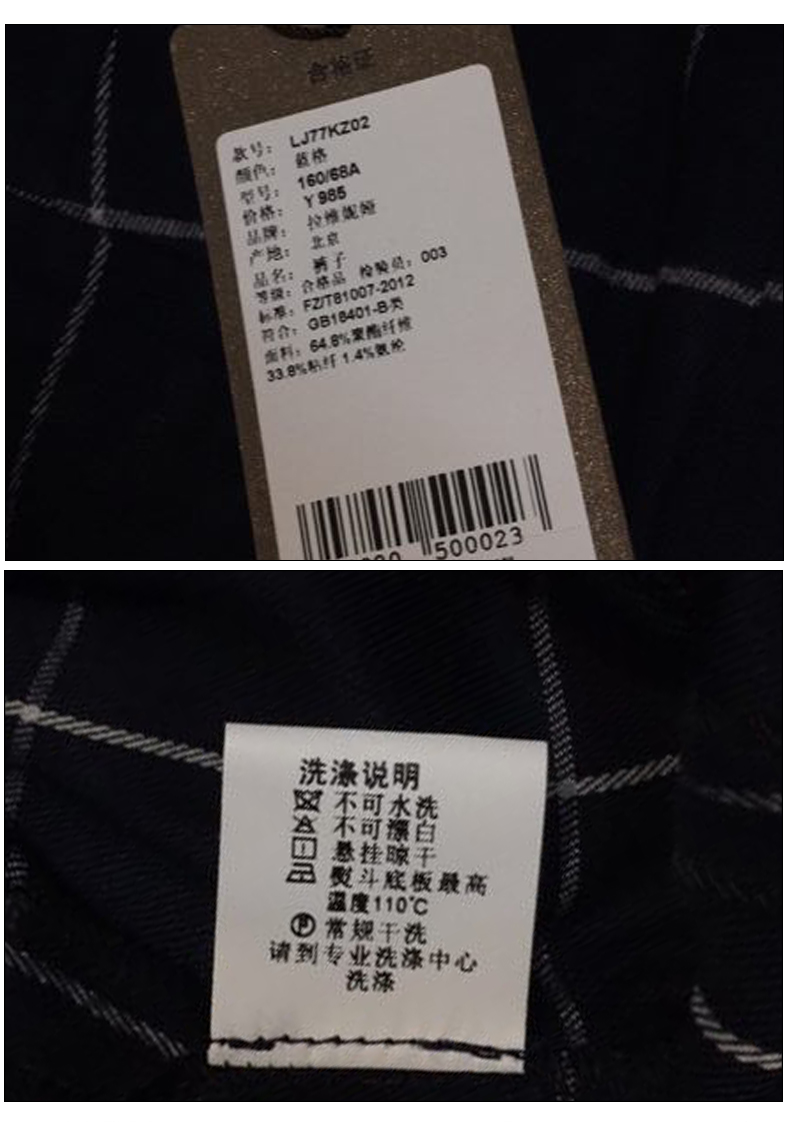 合格证
款号: LJ77KZ02
颜色: 蓝格
型号: 160/68A
价格: Y 985
品牌: 拉维妮娅
产地: 北京
品名: 裤子
等级: 合格品 检验员: 003
标准: FZ/T81007-2012
符合: GB18401-B类
面料: 64.8%聚酯纤维
33.8%粘纤 1.4%氨纶
500023
洗涤说明
不可水洗
不可漂白
悬挂晾干
熨斗底板最高
温度110℃
P 常规干洗
请到专业洗涤中心
洗涤